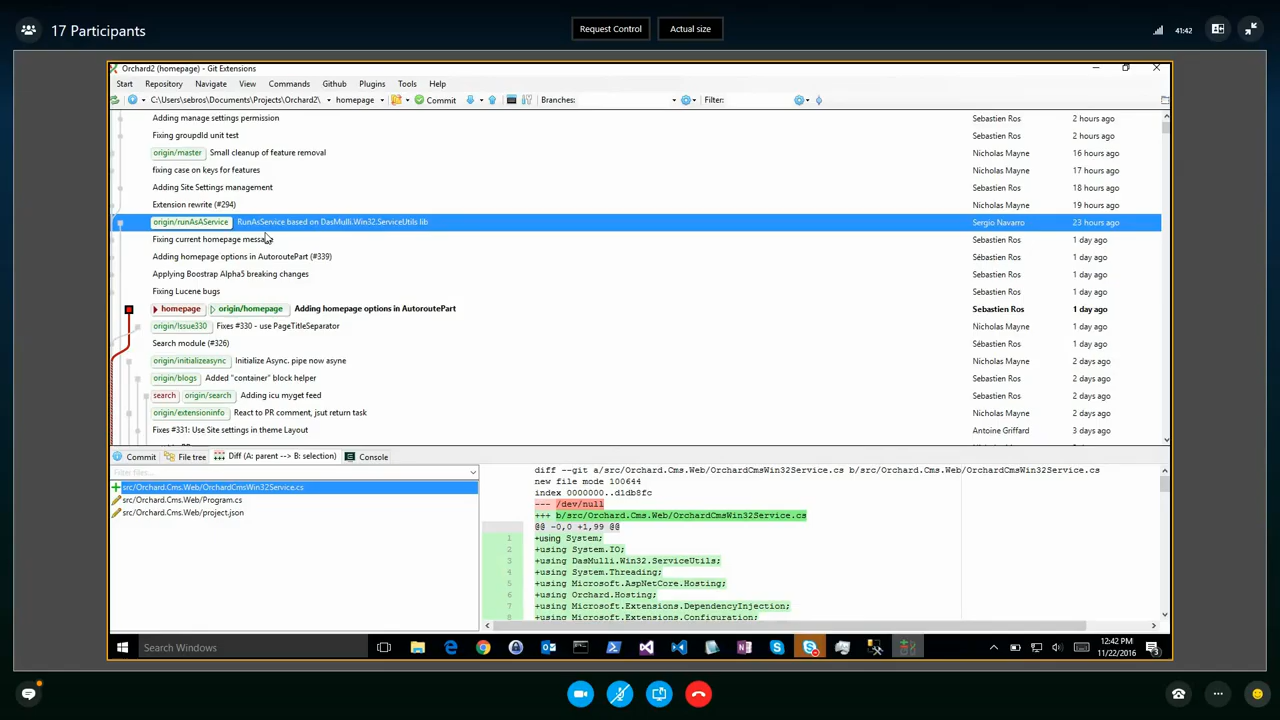 17 Participants
Request Control
Actual size
41:42
Orchard2 (homepage) - Git Extensions
Start Repository Navigate View Commands Github Plugins Tools Help
C:\Users\sebros\Documents\Projects\Orchard2\ homepage Commit Branches: Filter:
Adding manage settings permission Sebastien Ros 2 hours ago
Fixing groupdId unit test Sebastien Ros 2 hours ago
origin/master Small cleanup of feature removal Nicholas Mayne 16 hours ago
fixing case on keys for features Nicholas Mayne 17 hours ago
Adding Site Settings management Sebastien Ros 18 hours ago
Extension rewrite (#294) Nicholas Mayne 19 hours ago
origin/runAsAService RunAsService based on DasMulli.Win32.ServiceUtils lib Sergio Navarro 23 hours ago
Fixing current homepage message Sebastien Ros 1 day ago
Adding homepage options in AutoroutePart (#339) Sébastien Ros 1 day ago
Applying Boostrap Alpha5 breaking changes Sebastien Ros 1 day ago
Fixing Lucene bugs Sebastien Ros 1 day ago
homepage origin/homepage Adding homepage options in AutoroutePart Sebastien Ros 1 day ago
origin/Issue330 Fixes #330 - use PageTitleSeparator Nicholas Mayne 1 day ago
Search module (#326) Sébastien Ros 1 day ago
origin/initializeasync Initialize Async. pipe now asyne Nicholas Mayne 2 days ago
origin/blogs Added "container" block helper Sebastien Ros 2 days ago
search origin/search Adding icu myget feed Sebastien Ros 2 days ago
origin/extensioninfo React to PR comment, jsut return task Nicholas Mayne 2 days ago
Fixes #331: Use Site settings in theme Layout Antoine Griffard 3 days ago
Commit File tree Diff (A: parent --> B: selection) Console
Filter files...
src/Orchard.Cms.Web/OrchardCmsWin32Service.cs
src/Orchard.Cms.Web/Program.cs
src/Orchard.Cms.Web/project.json
diff --git a/src/Orchard.Cms.Web/OrchardCmsWin32Service.cs b/src/Orchard.Cms.Web/OrchardCmsWin32Service.cs
new file mode 100644
index 0000000..d1db8fc
--- /dev/null
+++ b/src/Orchard.Cms.Web/OrchardCmsWin32Service.cs
@@ -0,0 +1,99 @@
1 +using System;
2 +using System.IO;
3 +using DasMulli.Win32.ServiceUtils;
4 +using System.Threading;
5 +using Microsoft.AspNetCore.Hosting;
6 +using Orchard.Hosting;
7 +using Microsoft.Extensions.DependencyInjection;
8 +using Microsoft.Extensions.Configuration;
Search Windows
12:42 PM
11/22/2016
3